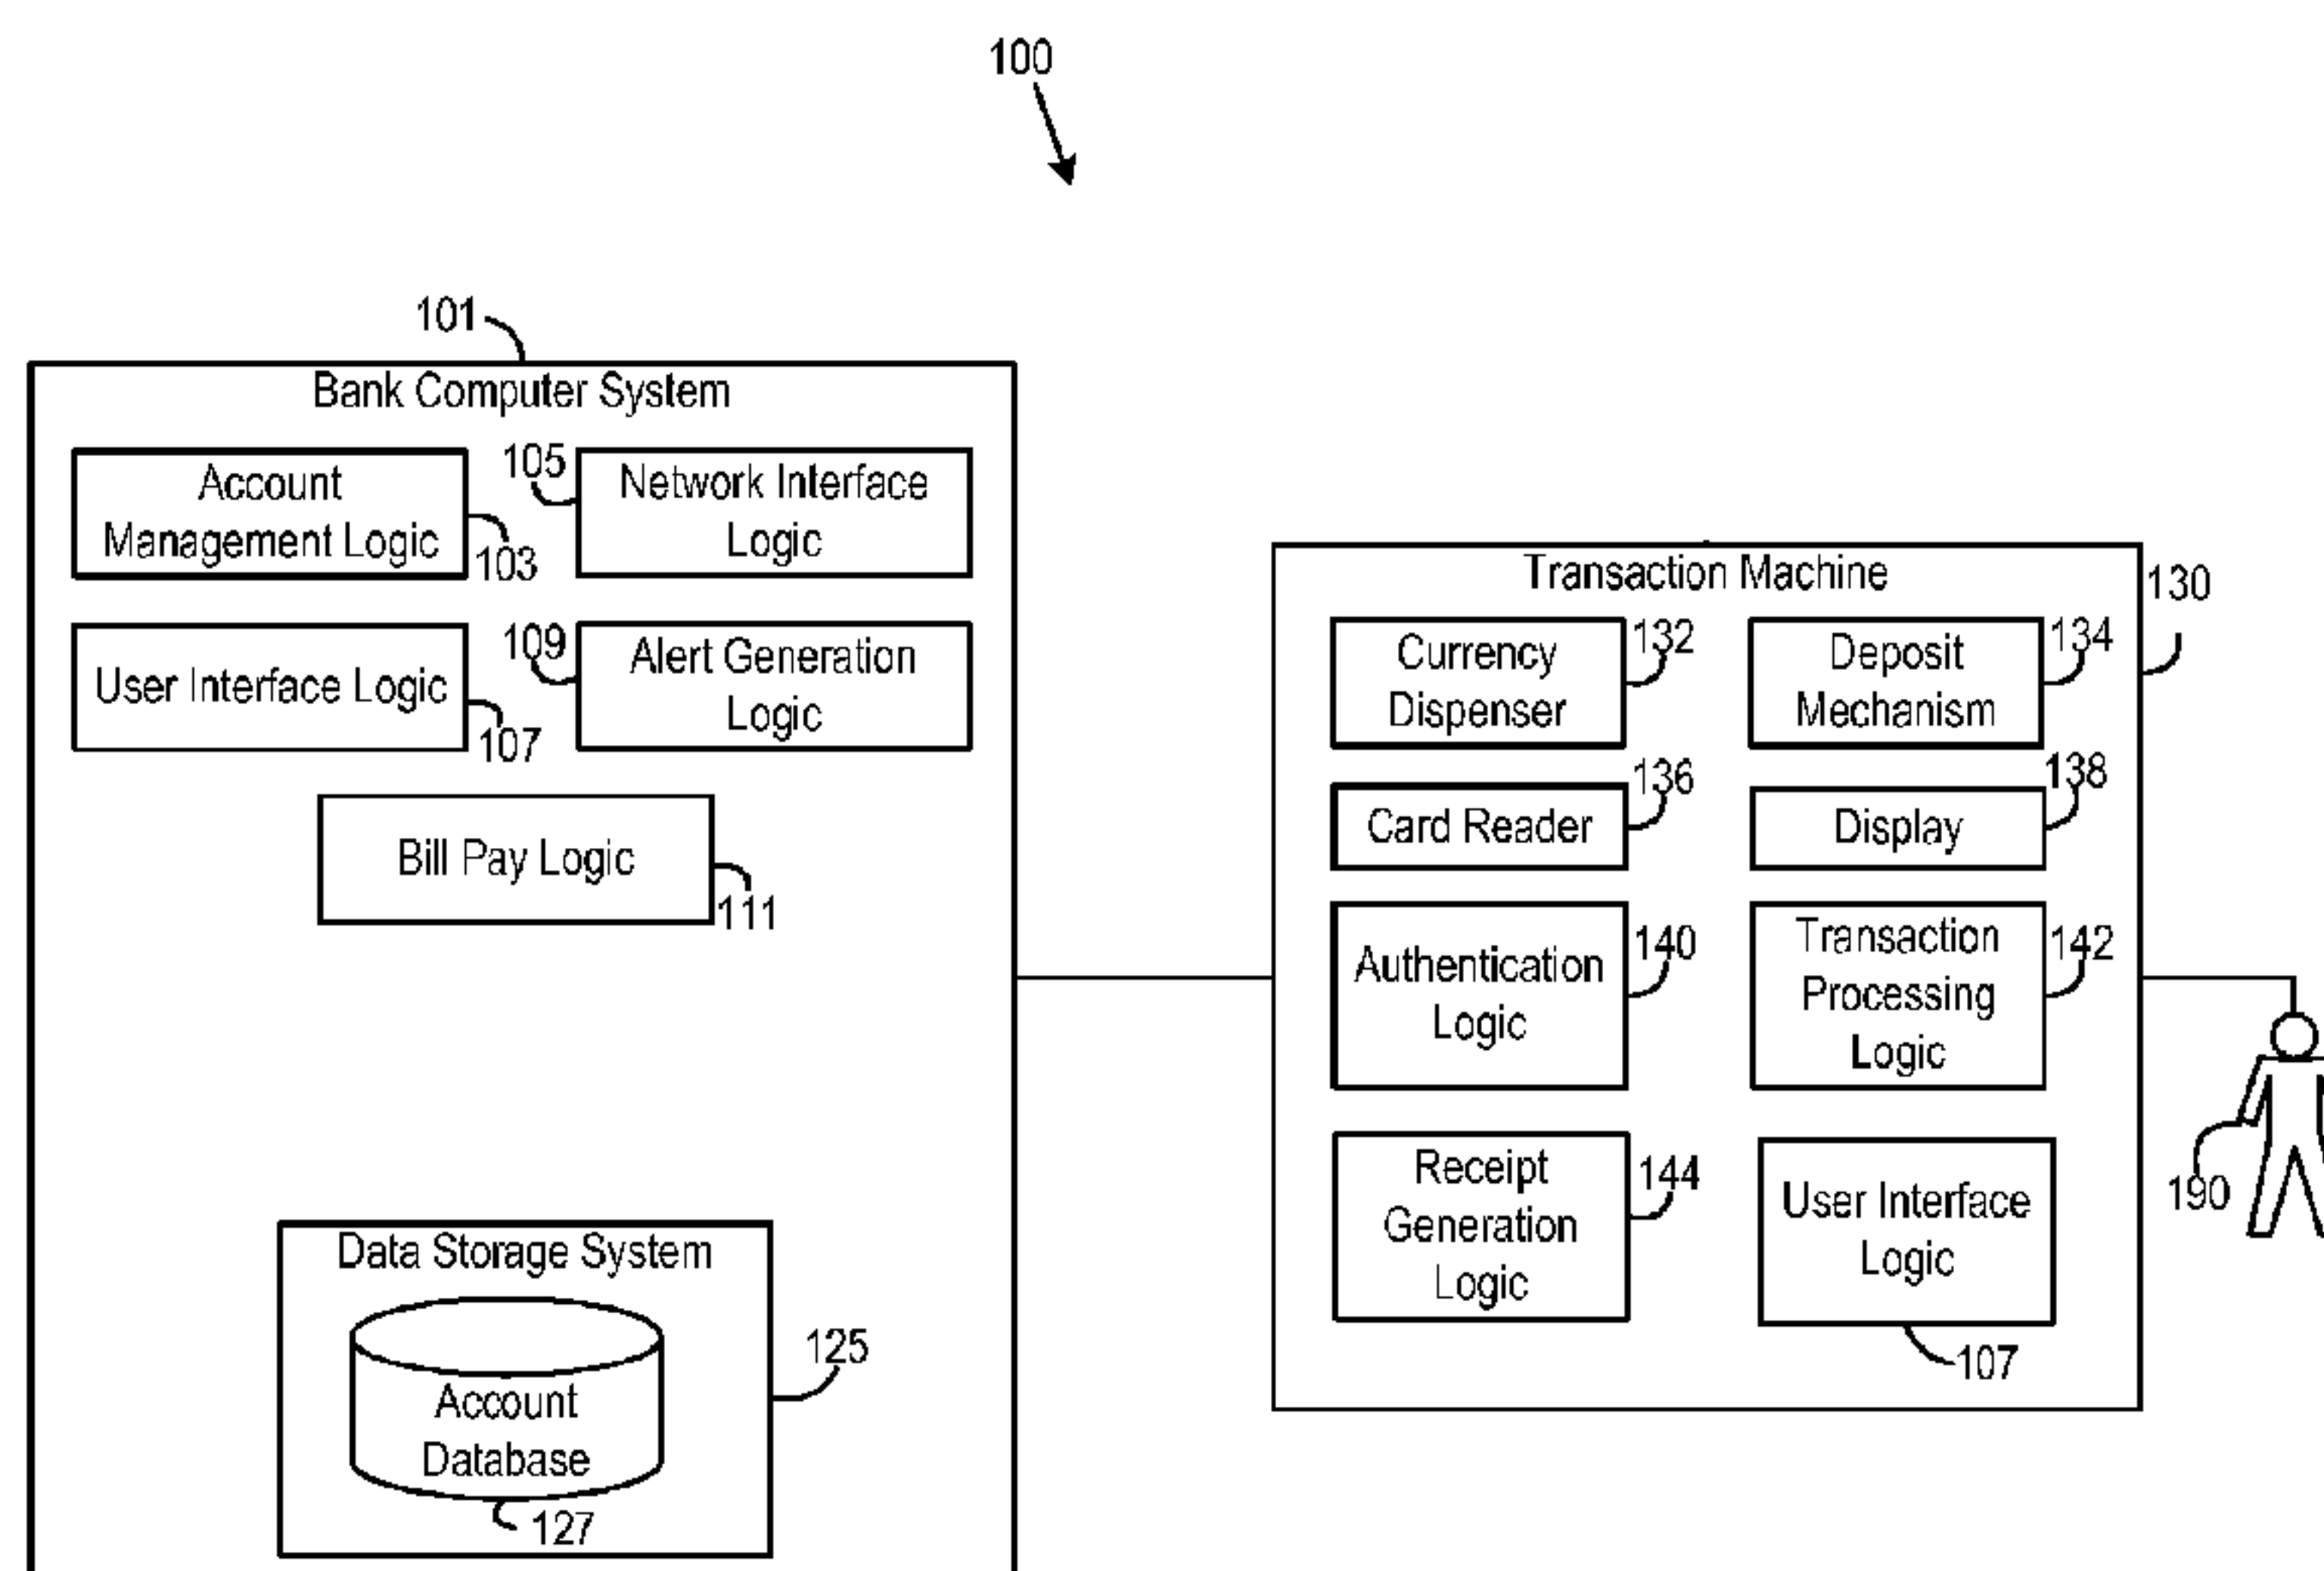 100
101
Bank Computer System
Account
Management Logic
103
105
Network Interface
Logic
User Interface Logic
107
109
Alert Generation
Logic
Bill Pay Logic
111
Data Storage System
Account
Database
125
127
Transaction Machine
130
Currency
Dispenser
132
Deposit
Mechanism
134
Card Reader
136
Display
138
Authentication
Logic
140
Transaction
Processing
Logic
142
Receipt
Generation
Logic
144
User Interface
Logic
107
190